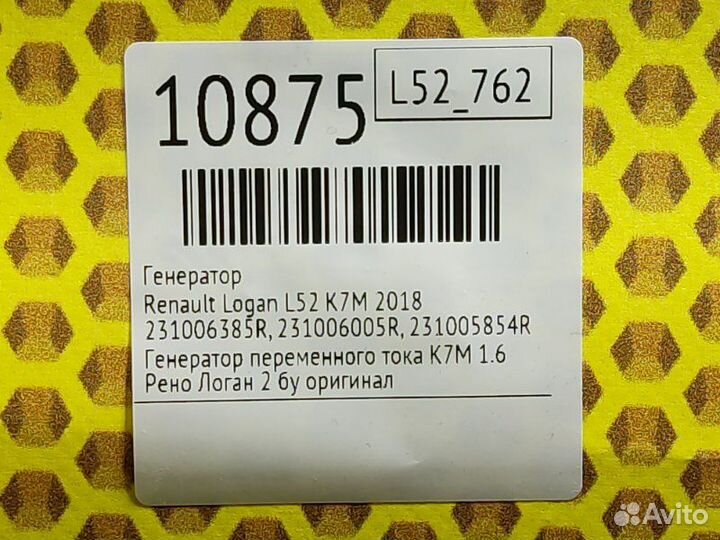 10875
L52_762
Генератор
Renault Logan L52 K7M 2018
231006385R, 231006005R, 231005854R
Генератор переменного тока K7M 1.6
Рено Логан 2 бу оригинал
Avito